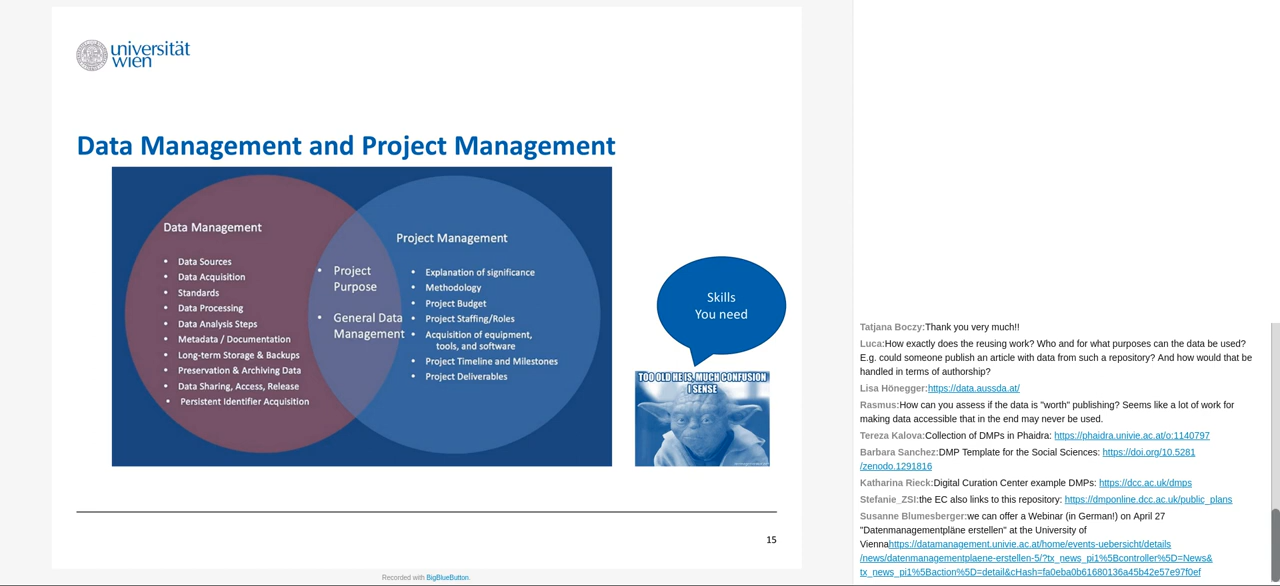 universität
wien
Data Management and Project Management
Data Management
• Data Sources
• Data Acquisition
• Standards
• Data Processing
• Data Analysis Steps
• Metadata / Documentation
• Long-term Storage & Backups
• Preservation & Archiving Data
• Data Sharing, Access, Release
• Persistent Identifier Acquisition
• Project
Purpose
• General Data
Management
Project Management
• Explanation of significance
• Methodology
• Project Budget
• Project Staffing/Roles
• Acquisition of equipment,
tools, and software
• Project Timeline and Milestones
• Project Deliverables
Skills
You need
TOO OLD HE IS, MUCH CONFUSION
I SENSE
15
Recorded with BigBlueButton.
Tatjana Boczy:Thank you very much!!
Luca:How exactly does the reusing work? Who and for what purposes can the data be used?
E.g. could someone publish an article with data from such a repository? And how would that be
handled in terms of authorship?
Lisa Hönegger:https://data.aussda.at/
Rasmus:How can you assess if the data is "worth" publishing? Seems like a lot of work for
making data accessible that in the end may never be used.
Tereza Kalova:Collection of DMPs in Phaidra: https://phaidra.univie.ac.at/o:1140797
Barbara Sanchez:DMP Template for the Social Sciences: https://doi.org/10.5281
/zenodo.1291816
Katharina Rieck:Digital Curation Center example DMPs: https://dcc.ac.uk/dmps
Stefanie_ZSI:the EC also links to this repository: https://dmponline.dcc.ac.uk/public_plans
Susanne Blumesberger:we can offer a Webinar (in German!) on April 27
"Datenmanagementpläne erstellen" at the University of
Viennahttps://datamanagement.univie.ac.at/home/events-uebersicht/details
/news/datenmanagementplaene-erstellen-5/?tx_news_pi1%5Bcontroller%5D=News&
tx_news_pi1%5Baction%5D=detail&cHash=fa0eba0b61680136a45b42e57e97f0ef